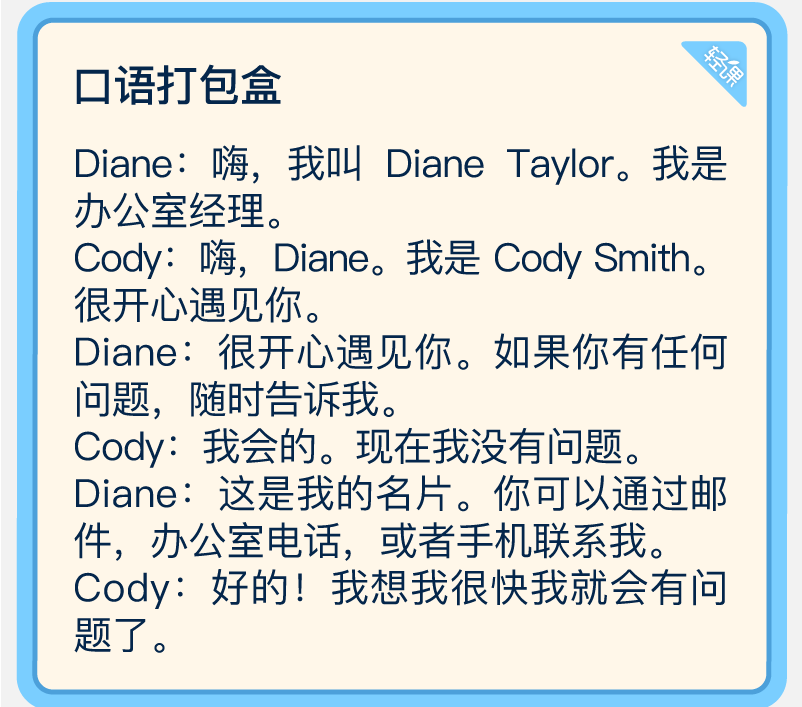 轻课
口语打包盒
Diane：嗨，我叫 Diane Taylor。我是
办公室经理。
Cody：嗨，Diane。我是 Cody Smith。
很开心遇见你。
Diane：很开心遇见你。如果你有任何
问题，随时告诉我。
Cody：我会的。现在我没有问题。
Diane：这是我的名片。你可以通过邮
件，办公室电话，或者手机联系我。
Cody：好的！我想我很快我就会有问
题了。